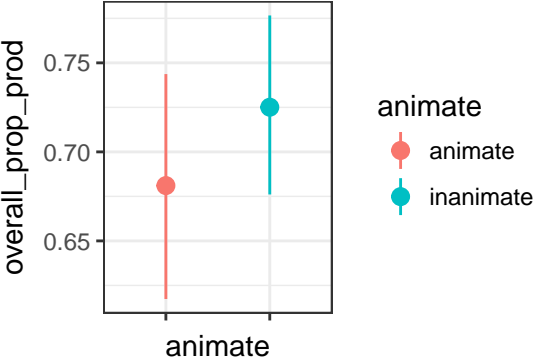 overall_prop_prod
0.75
0.70
0.65
animate
animate
animate
inanimate